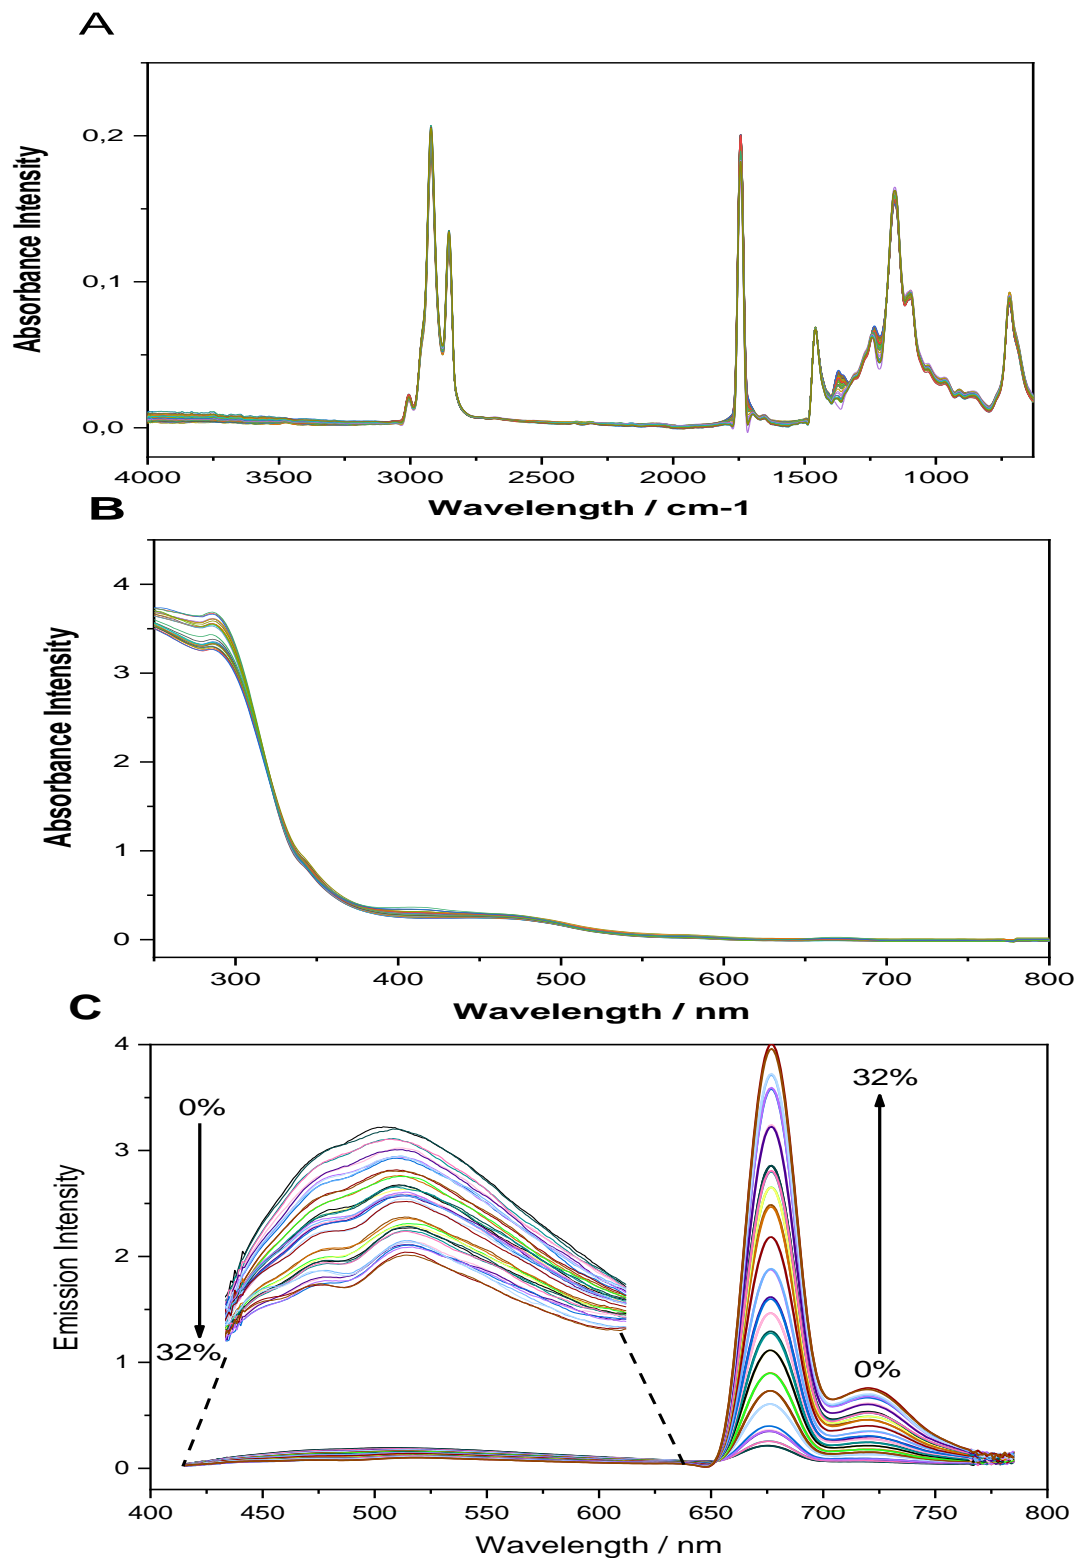 A
Absorbance Intensity
0,2
0,1
0,0
4000 3500 3000 2500 2000 1500 1000
Wavelength / cm-1
B
Absorbance Intensity
4
3
2
1
0
300 400 500 600 700 800
Wavelength / nm
C
Emission Intensity
4
3
2
1
0
0%
32%
32%
0%
400 450 500 550 600 650 700 750 800
Wavelength / nm